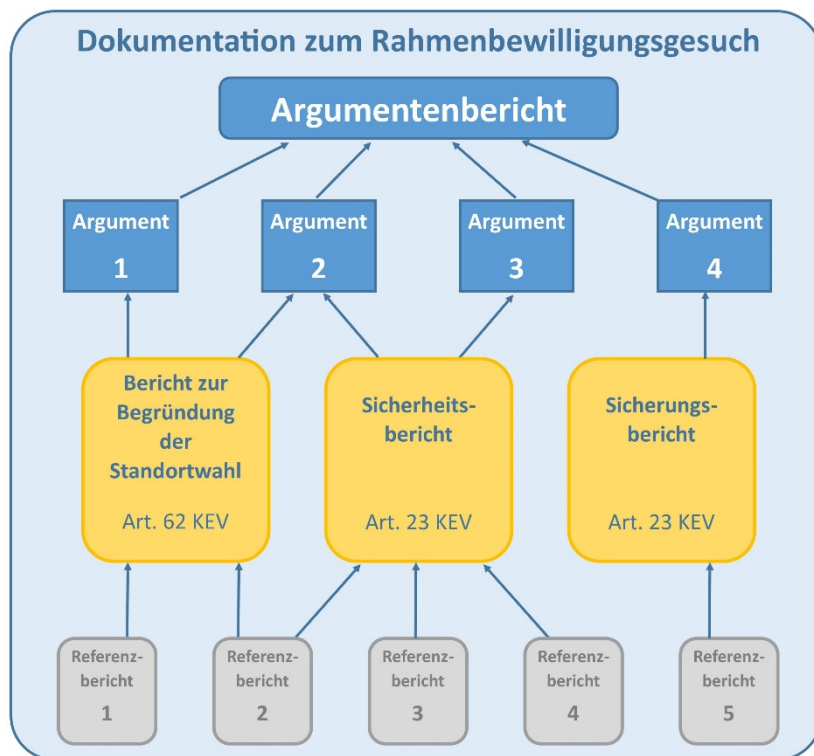 Dokumentation zum Rahmenbewilligungsgesuch
Argumentenbericht
Argument
1
Argument
2
Argument
3
Argument
4
Bericht zur
Begründung
der
Standortwahl
Art. 62 KEV
Sicherheits-
bericht
Art. 23 KEV
Sicherungs-
bericht
Art. 23 KEV
Referenz-
bericht
1
Referenz-
bericht
2
Referenz-
bericht
3
Referenz-
bericht
4
Referenz-
bericht
5